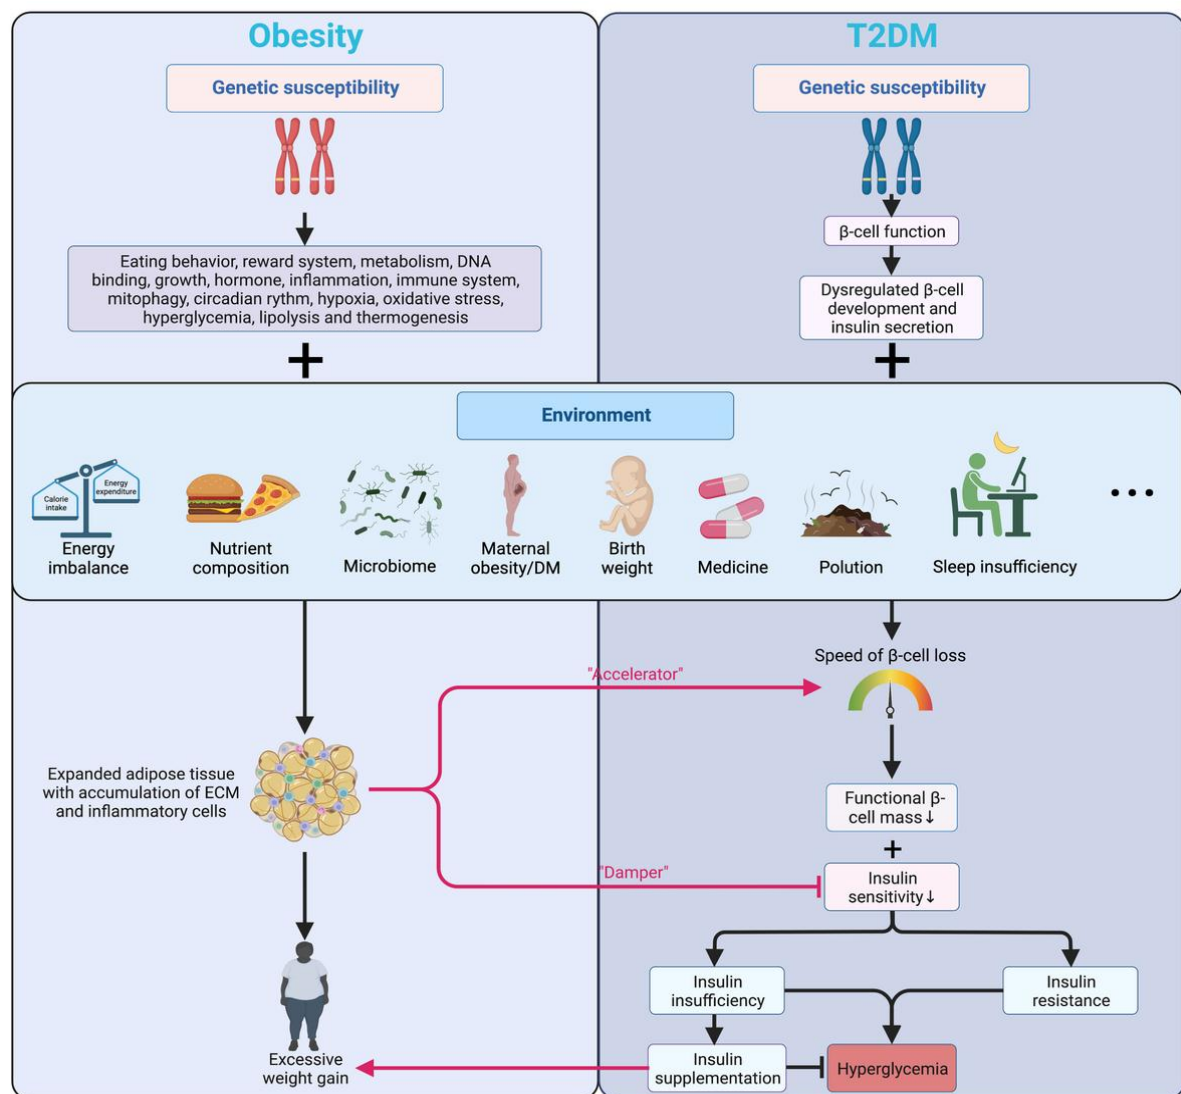 Obesity
T2DM
Genetic susceptibility
Genetic susceptibility
Eating behavior, reward system, metabolism, DNA
binding, growth, hormone, inflammation, immune system,
mitophagy, circadian rythm, hypoxia, oxidative stress,
hyperglycemia, lipolysis and thermogenesis
β-cell function
Dysregulated β-cell
development and
insulin secretion
+
+
Environment
Calorie
intake
Energy
expenditure
Energy
imbalance
Nutrient
composition
Microbiome
Maternal
obesity/DM
Birth
weight
Medicine
Polution
Sleep insufficiency
...
Speed of β-cell loss
"Accelerator"
Expanded adipose tissue
with accumulation of ECM
and inflammatory cells
Functional β-
cell mass↓
+
"Damper"
Insulin
sensitivity↓
Insulin
insufficiency
Insulin
resistance
Excessive
weight gain
Insulin
supplementation
Hyperglycemia